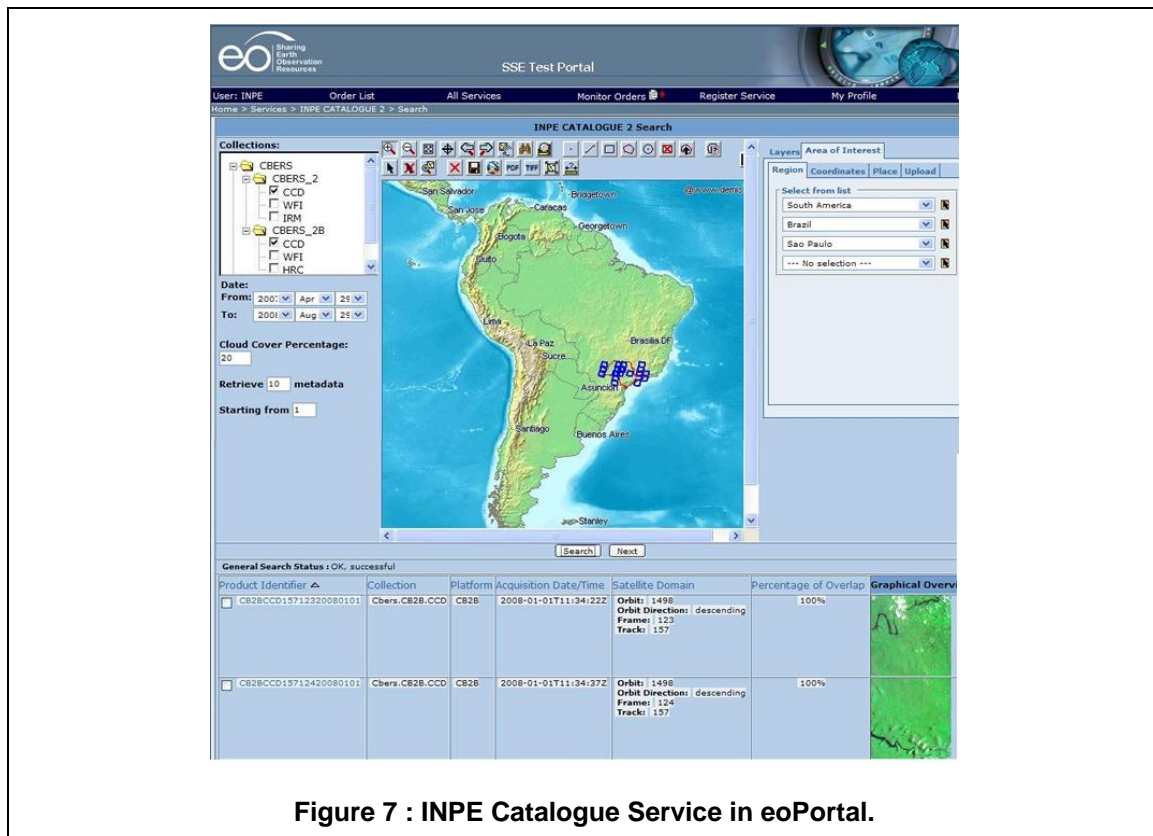 eo Sharing
Earth
Observation
Resources
SSE Test Portal
User: INPE Order List All Services Monitor Orders Register Service My Profile
Home > Services > INPE CATALOGUE 2 > Search
INPE CATALOGUE 2 Search
Collections:
CBERS
CBERS_2
CCD
WFI
IRM
CBERS_2B
CCD
WFI
HRC
Date:
From: Apr 29
To: Aug 29
Cloud Cover Percentage:
20
Retrieve 10 metadata
Starting from 1
PDF TIFF
San Salvador
Bridgetown
San Jose
Caracas
Georgetown
Bogota
Quito
Lima
La Paz
Brasilia DF
Sucre
Asuncion
Santiago
Buenos Aires
Stanley
Layers Area of Interest
Region Coordinates Place Upload
Select from list
South America
Brazil
Sao Paulo
--- No selection ---
Search Next
General Search Status : OK, successful
Product Identifier Collection Platform Acquisition Date/Time Satellite Domain Percentage of Overlap Graphical Overvi
CB2BCCD15712320080101 Cbers.CB2B.CCD CB2B 2008-01-01T11:34:22Z Orbit: 1498 100%
Orbit Direction: descending
Frame: 123
Track: 157
CB2BCCD15712420080101 Cbers.CB2B.CCD CB2B 2008-01-01T11:34:37Z Orbit: 1498 100%
Orbit Direction: descending
Frame: 124
Track: 157
Figure 7 : INPE Catalogue Service in eoPortal.